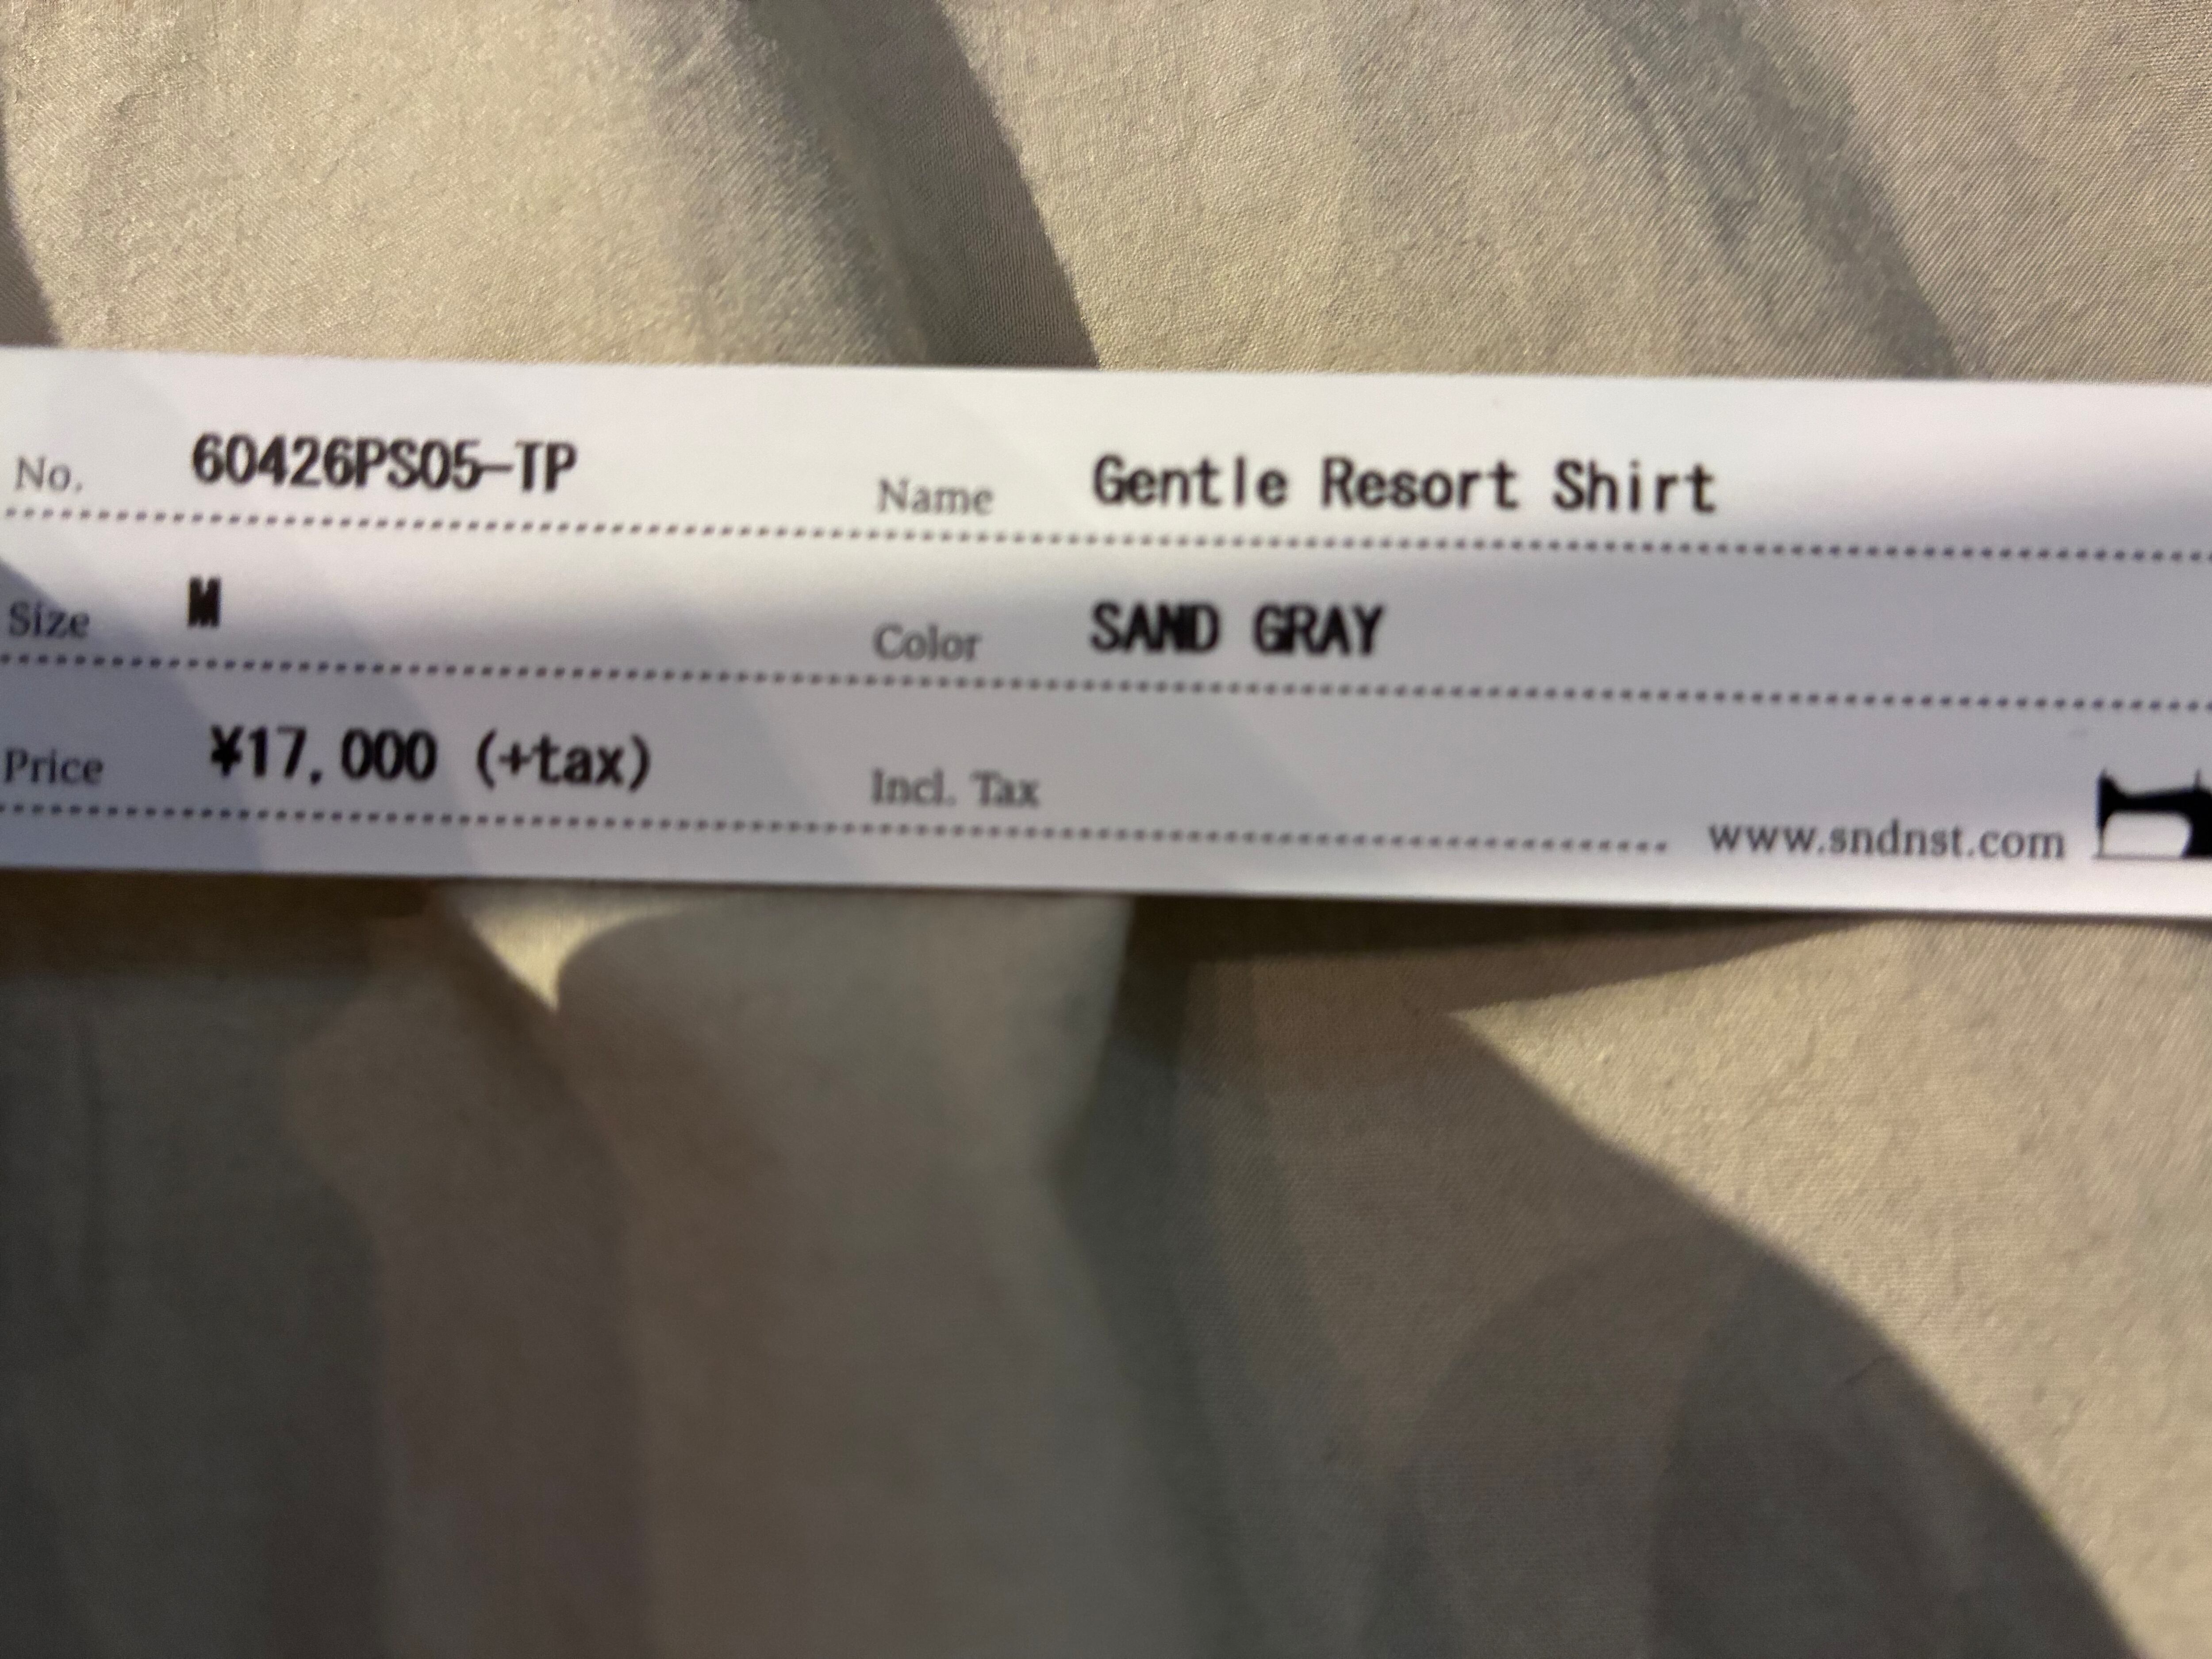 No. 60426PS05-TP Name Gentle Resort Shirt
Size M Color SAND GRAY
Price ¥17,000 (+tax) Incl. Tax
www.sndnst.com